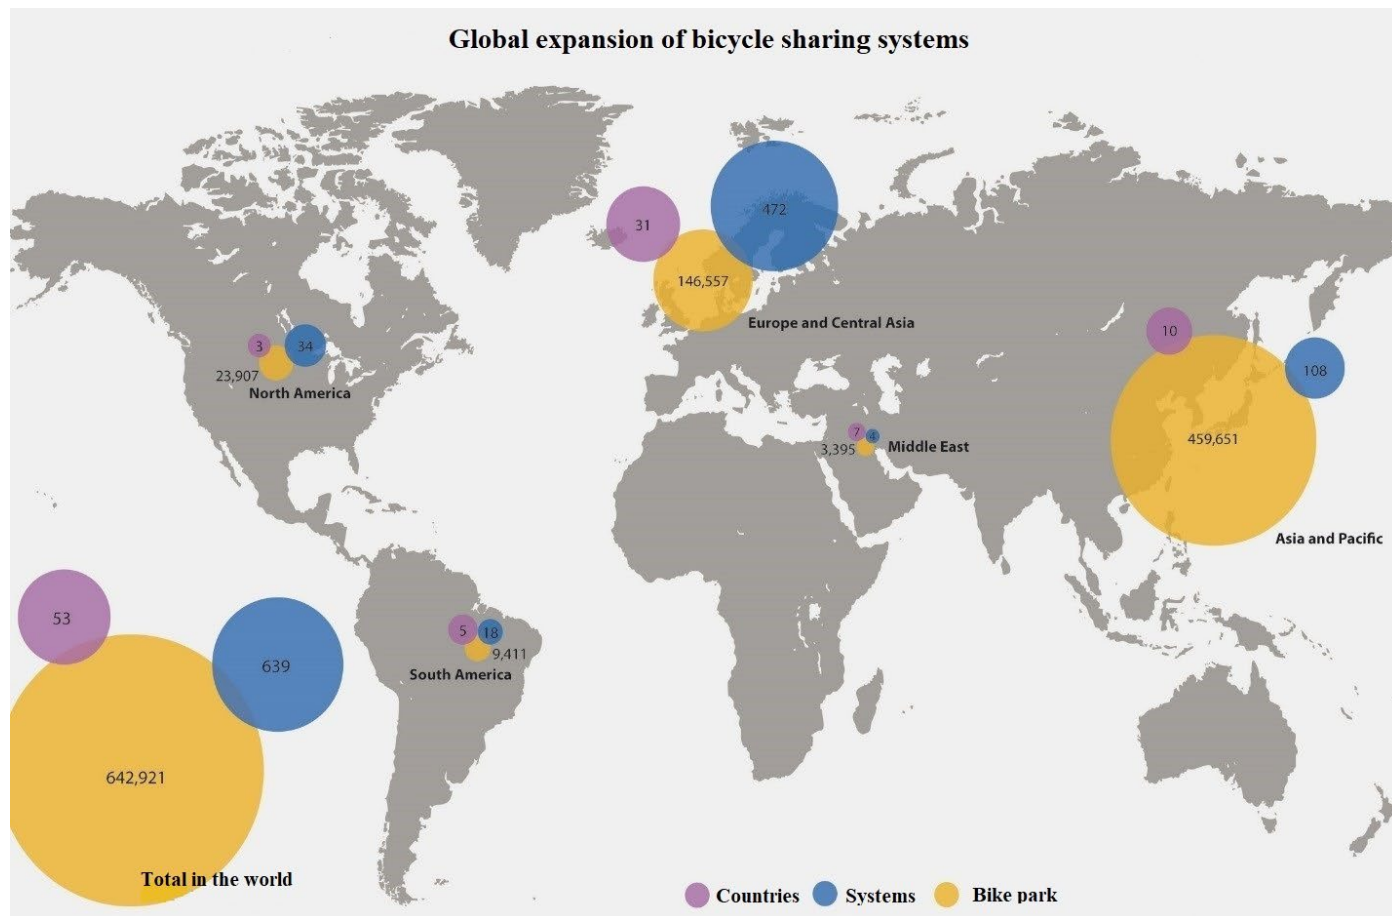 Global expansion of bicycle sharing systems
472
31
146,557
Europe and Central Asia
10
3
34
108
23,907
North America
459,651
7
4
3,395
Middle East
Asia and Pacific
53
5
18
639
9,411
South America
642,921
Total in the world
Countries
Systems
Bike park